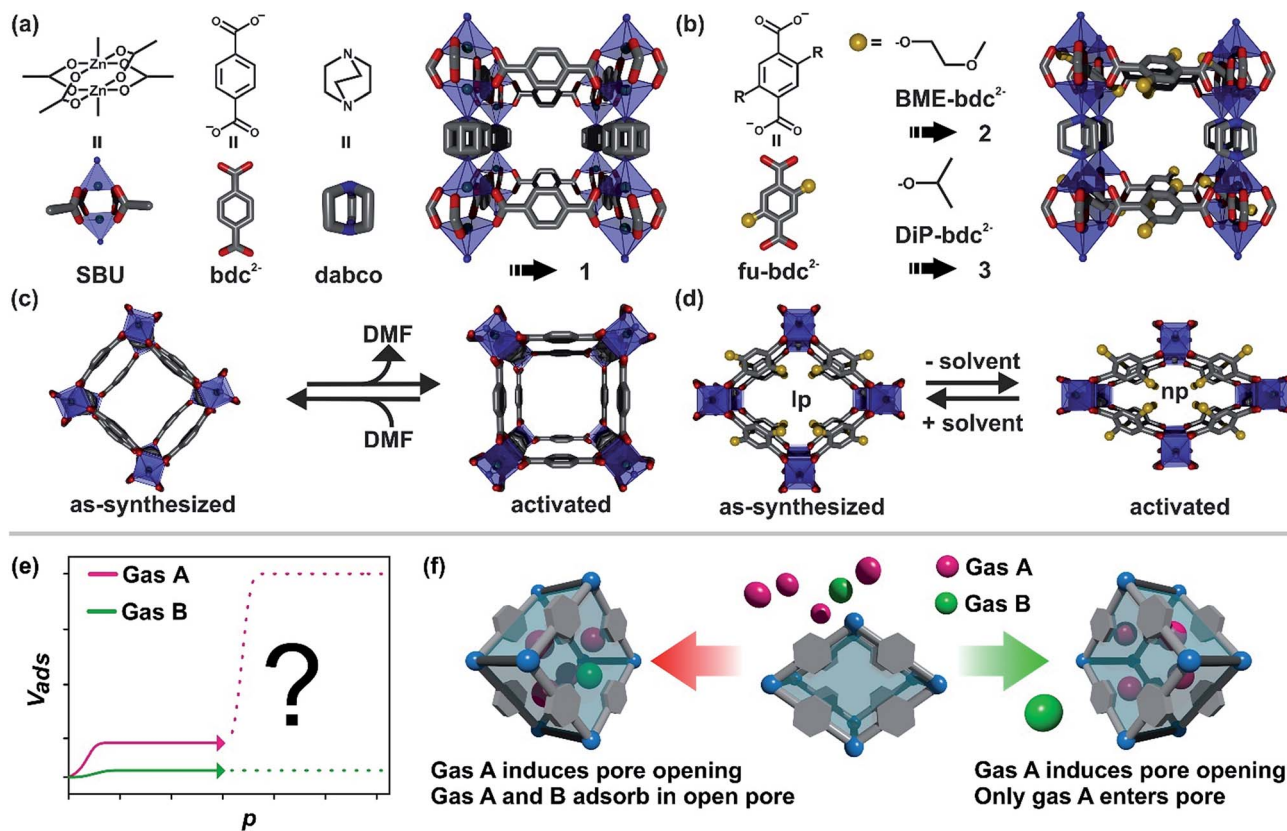 (a)
Zn
O
O
O
O
O
O
O
O
Zn
=
SBU
O
O⁻
⁻O
O
=
bdc²⁻
N
N
=
dabco
1
(b)
O
O⁻
R
R
⁻O
O
=
fu-bdc²⁻
= -O
O
BME-bdc²⁻
2
-O
DiP-bdc²⁻
3
(c)
DMF
DMF
as-synthesized
activated
(d)
lp
- solvent
+ solvent
np
as-synthesized
activated
(e)
Gas A
Gas B
?
Vads
p
(f)
Gas A
Gas B
Gas A induces pore opening
Gas A and B adsorb in open pore
Gas A induces pore opening
Only gas A enters pore